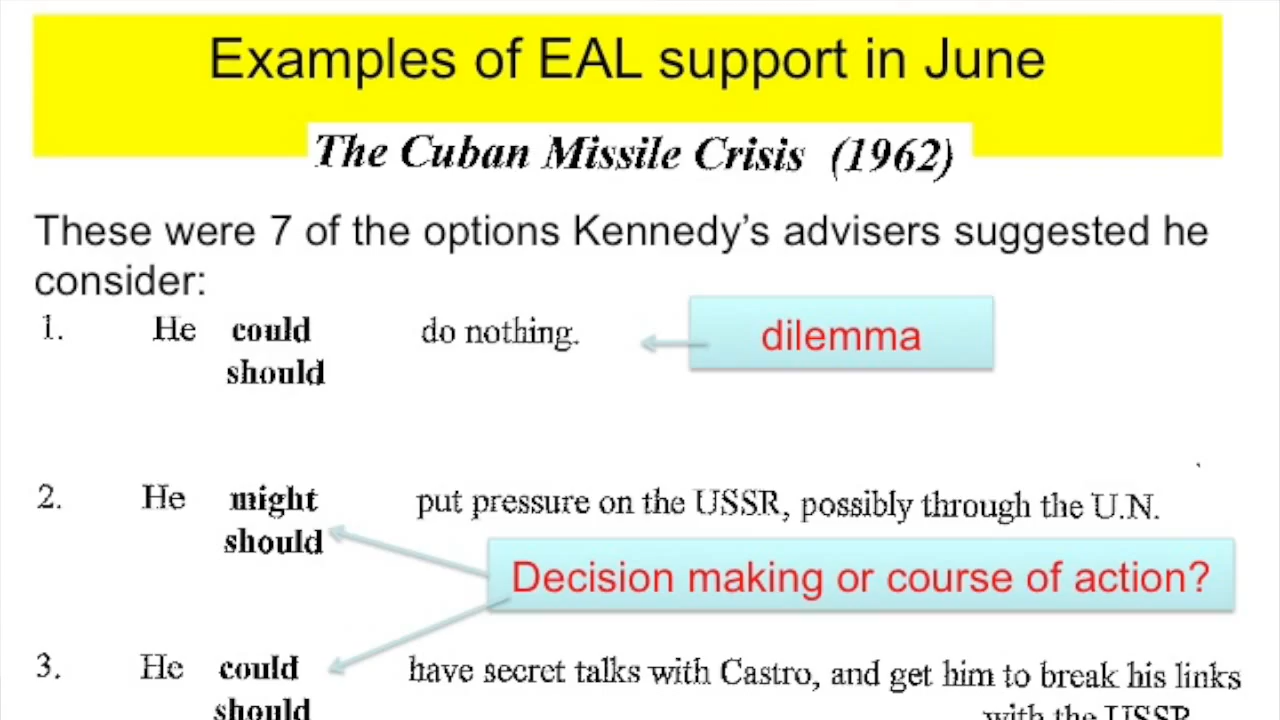 Examples of EAL support in June
The Cuban Missile Crisis (1962)
These were 7 of the options Kennedy's advisers suggested he
consider:
1. He could do nothing. dilemma
should
2. He might put pressure on the USSR, possibly through the U.N.
should
Decision making or course of action?
3. He could have secret talks with Castro, and get him to break his links
should with the USSR